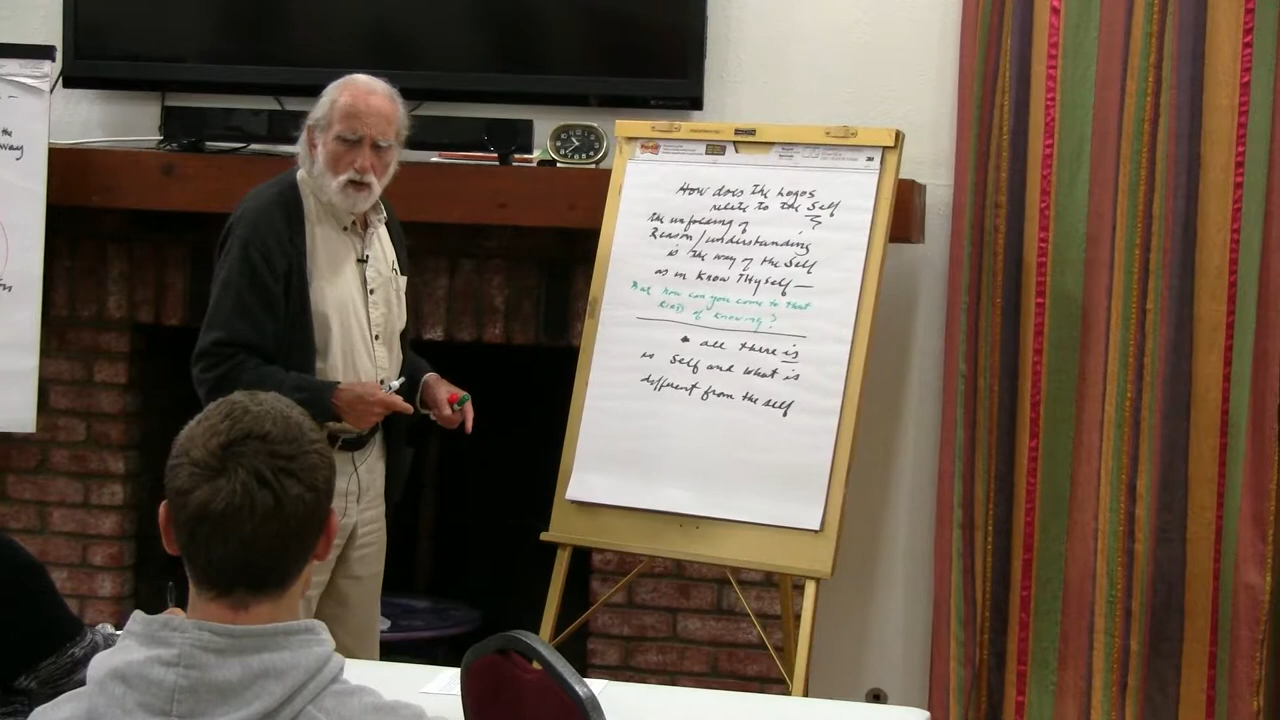 the
way
How does the Logos
relate to the Self
?
the unfolding of
Reason/understanding
is the way of the Self
as in Know THyself—
But how can you come to that
kind of knowing?
all there is
is Self and what is
different from the self